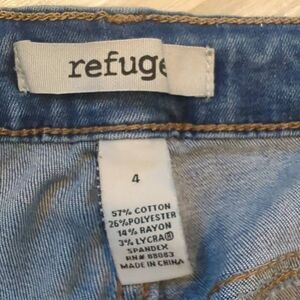 refuge
4
57% COTTON
26%POLYESTER
14% RAYON
3% LYCRA®
SPANDEX
RN# 88083
MADE IN CHINA